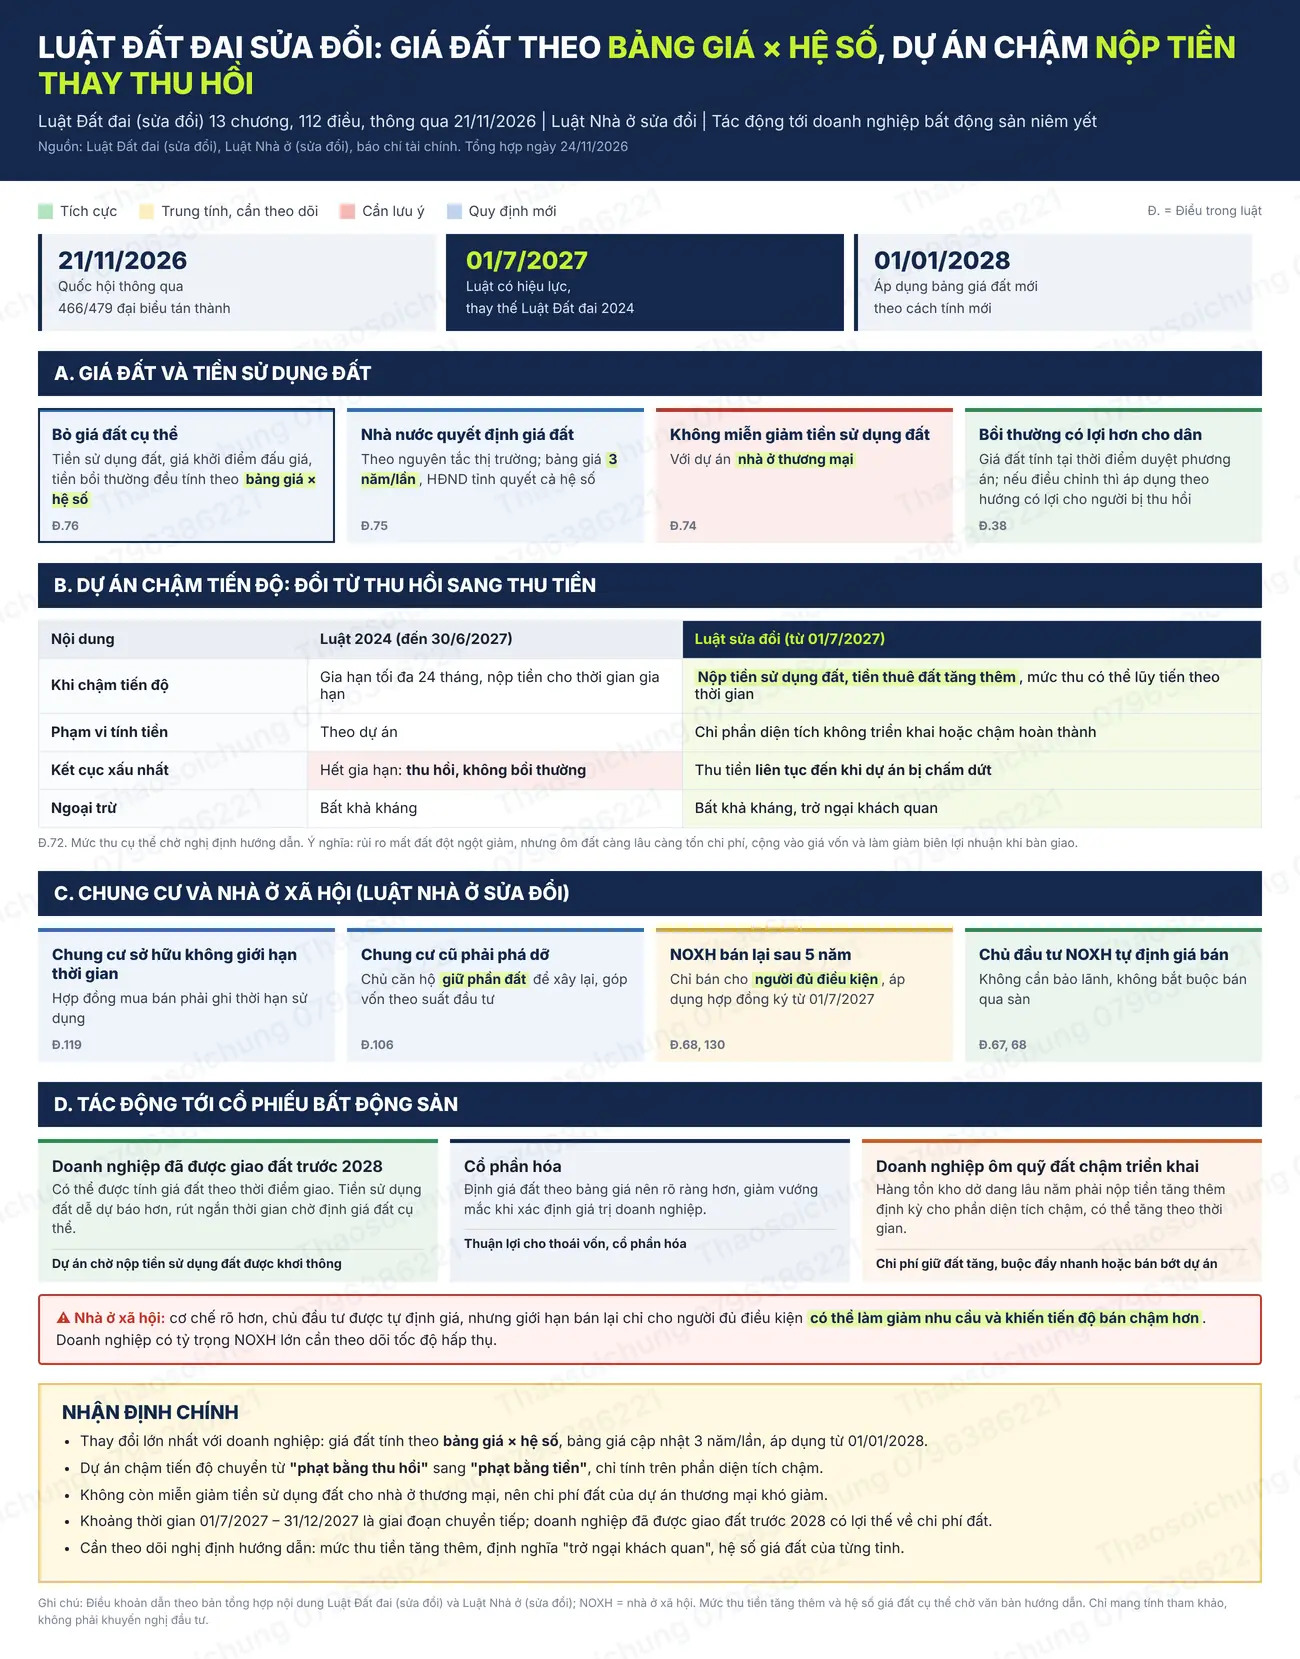 LUẬT ĐẤT ĐAI SỬA ĐỔI: GIÁ ĐẤT THEO BẢNG GIÁ × HỆ SỐ, DỰ ÁN CHẬM NỘP TIỀN
THAY THU HỒI
Luật Đất đai (sửa đổi) 13 chương, 112 điều, thông qua 21/11/2026 | Luật Nhà ở sửa đổi | Tác động tới doanh nghiệp bất động sản niêm yết
Nguồn: Luật Đất đai (sửa đổi), Luật Nhà ở (sửa đổi), báo chí tài chính. Tổng hợp ngày 24/11/2026
Tích cực
Trung tính, cần theo dõi
Cần lưu ý
Quy định mới
Đ. = Điều trong luật
21/11/2026
Quốc hội thông qua
466/479 đại biểu tán thành
01/7/2027
Luật có hiệu lực,
thay thế Luật Đất đai 2024
01/01/2028
Áp dụng bảng giá đất mới
theo cách tính mới
A. GIÁ ĐẤT VÀ TIỀN SỬ DỤNG ĐẤT
Bỏ giá đất cụ thể
Tiền sử dụng đất, giá khởi điểm đấu giá,
tiền bồi thường đều tính theo bảng giá ×
hệ số
Đ.76
Nhà nước quyết định giá đất
Theo nguyên tắc thị trường; bảng giá 3
năm/lần, HĐND tỉnh quyết cả hệ số
Đ.75
Không miễn giảm tiền sử dụng đất
Với dự án nhà ở thương mại
Đ.74
Bồi thường có lợi hơn cho dân
Giá đất tính tại thời điểm duyệt phương
án; nếu điều chỉnh thì áp dụng theo
hướng có lợi cho người bị thu hồi
Đ.38
B. DỰ ÁN CHẬM TIẾN ĐỘ: ĐỔI TỪ THU HỒI SANG THU TIỀN
Nội dung
Luật 2024 (đến 30/6/2027)
Luật sửa đổi (từ 01/7/2027)
Khi chậm tiến độ
Gia hạn tối đa 24 tháng, nộp tiền cho thời gian gia
hạn
Nộp tiền sử dụng đất, tiền thuê đất tăng thêm, mức thu có thể lũy tiến theo
thời gian
Phạm vi tính tiền
Theo dự án
Chỉ phần diện tích không triển khai hoặc chậm hoàn thành
Kết cục xấu nhất
Hết gia hạn: thu hồi, không bồi thường
Thu tiền liên tục đến khi dự án bị chấm dứt
Ngoại trừ
Bất khả kháng
Bất khả kháng, trở ngại khách quan
Đ.72. Mức thu cụ thể chờ nghị định hướng dẫn. Ý nghĩa: rủi ro mất đất đột ngột giảm, nhưng ôm đất càng lâu càng tốn chi phí, cộng vào giá vốn và làm giảm biên lợi nhuận khi bàn giao.
C. CHUNG CƯ VÀ NHÀ Ở XÃ HỘI (LUẬT NHÀ Ở SỬA ĐỔI)
Chung cư sở hữu không giới hạn
thời gian
Hợp đồng mua bán phải ghi thời hạn sử
dụng
Đ.119
Chung cư cũ phải phá dỡ
Chủ căn hộ giữ phần đất để xây lại, góp
vốn theo suất đầu tư
Đ.106
NOXH bán lại sau 5 năm
Chỉ bán cho người đủ điều kiện, áp
dụng hợp đồng ký từ 01/7/2027
Đ.68, 130
Chủ đầu tư NOXH tự định giá bán
Không cần bảo lãnh, không bắt buộc bán
qua sàn
Đ.67, 68
D. TÁC ĐỘNG TỚI CỔ PHIẾU BẤT ĐỘNG SẢN
Doanh nghiệp đã được giao đất trước 2028
Có thể được tính giá đất theo thời điểm giao. Tiền sử dụng
đất dễ dự báo hơn, rút ngắn thời gian chờ định giá đất cụ
thể.
Dự án chờ nộp tiền sử dụng đất được khơi thông
Cổ phần hóa
Định giá đất theo bảng giá nên rõ ràng hơn, giảm vướng
mắc khi xác định giá trị doanh nghiệp.
Thuận lợi cho thoái vốn, cổ phần hóa
Doanh nghiệp ôm quỹ đất chậm triển khai
Hàng tồn kho dở dang lâu năm phải nộp tiền tăng thêm
định kỳ cho phần diện tích chậm, có thể tăng theo thời
gian.
Chi phí giữ đất tăng, buộc đẩy nhanh hoặc bán bớt dự án
⚠ Nhà ở xã hội: cơ chế rõ hơn, chủ đầu tư được tự định giá, nhưng giới hạn bán lại chỉ cho người đủ điều kiện có thể làm giảm nhu cầu và khiến tiến độ bán chậm hơn.
Doanh nghiệp có tỷ trọng NOXH lớn cần theo dõi tốc độ hấp thụ.
NHẬN ĐỊNH CHÍNH
• Thay đổi lớn nhất với doanh nghiệp: giá đất tính theo bảng giá × hệ số, bảng giá cập nhật 3 năm/lần, áp dụng từ 01/01/2028.
• Dự án chậm tiến độ chuyển từ "phạt bằng thu hồi" sang "phạt bằng tiền", chỉ tính trên phần diện tích chậm.
• Không còn miễn giảm tiền sử dụng đất cho nhà ở thương mại, nên chi phí đất của dự án thương mại khó giảm.
• Khoảng thời gian 01/7/2027 – 31/12/2027 là giai đoạn chuyển tiếp; doanh nghiệp đã được giao đất trước 2028 có lợi thế về chi phí đất.
• Cần theo dõi nghị định hướng dẫn: mức thu tiền tăng thêm, định nghĩa "trở ngại khách quan", hệ số giá đất của từng tỉnh.
Ghi chú: Điều khoản dẫn theo bản tổng hợp nội dung Luật Đất đai (sửa đổi) và Luật Nhà ở (sửa đổi); NOXH = nhà ở xã hội. Mức thu tiền tăng thêm và hệ số giá đất cụ thể chờ văn bản hướng dẫn. Chỉ mang tính tham khảo,
không phải khuyến nghị đầu tư.
Thaosoichung 0796386221